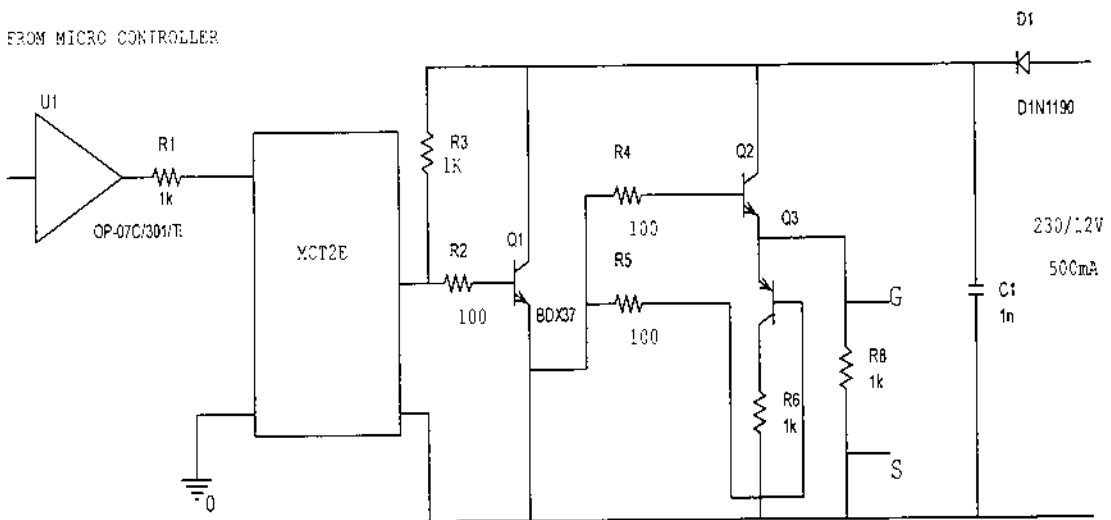 FROM MICRO CONTROLLER
D1
D1N1190
U1
R1
1k
OP-07C/301/TI
MCT2E
R3
1K
R2
100
Q1
BDX37
R4
100
R5
100
Q2
Q3
R6
1k
R8
1k
G
S
C1
1n
230/12V
500mA
0